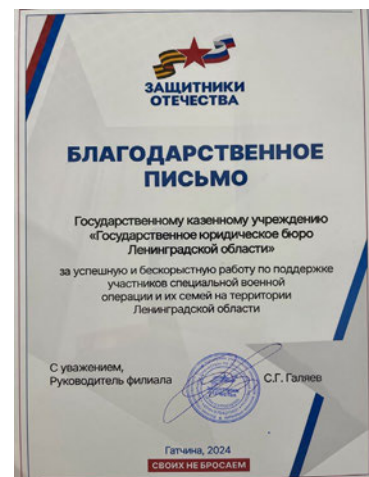 ЗАЩИТНИКИ
ОТЕЧЕСТВА
БЛАГОДАРСТВЕННОЕ
ПИСЬМО
Государственному казенному учреждению
«Государственное юридическое бюро
Ленинградской области»
за успешную и бескорыстную работу по поддержке
участников специальной военной
операции и их семей на территории
Ленинградской области
С уважением,
Руководитель филиала
С.Г. Галяев
Гатчина, 2024
СВОИХ НЕ БРОСАЕМ